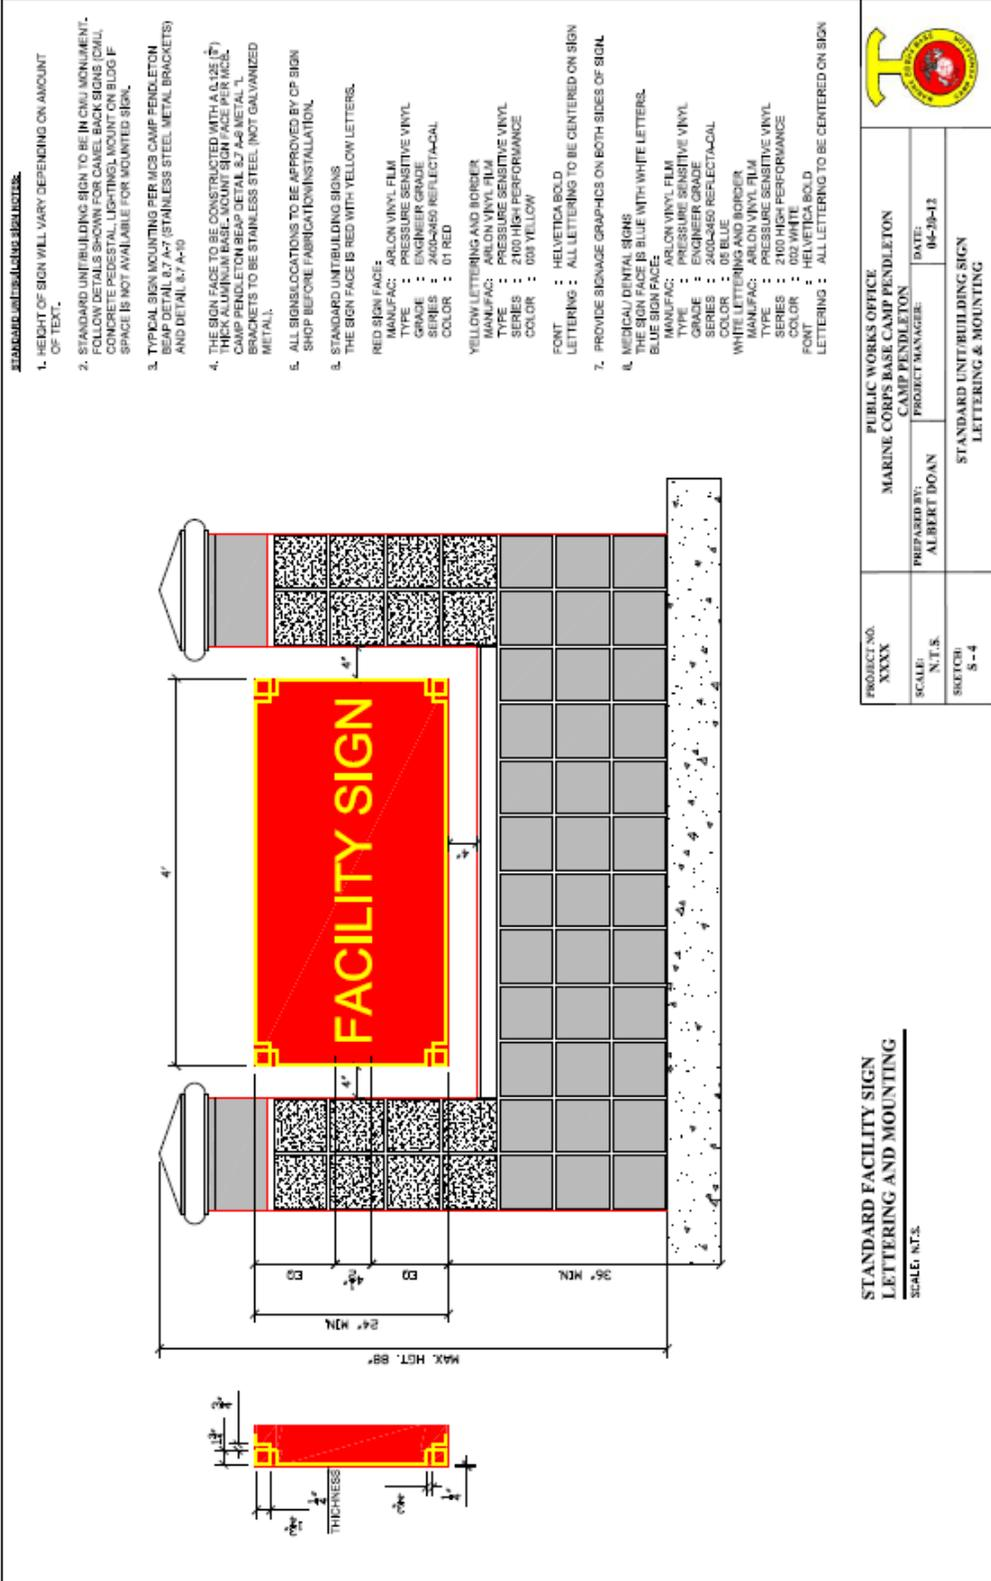 STANDARD UNIT/BUILDING SIGN NOTES:
1. HEIGHT OF SIGN WILL VARY DEPENDING ON AMOUNT
OF TEXT.
2. STANDARD UNIT/BUILDING SIGN TO BE IN CMU MONUMENT.
FOLLOW DETAILS SHOWN FOR CAMEL BACK SIGNS (CMU,
CONCRETE PEDESTAL, LIGHTING). MOUNT ON BLDG IF
SPACE IS NOT AVAILABLE FOR MOUNTED SIGN.
3. TYPICAL SIGN MOUNTING PER MCB CAMP PENDLETON
BEAP DETAIL 8.7 A-7 (STAINLESS STEEL METAL BRACKETS)
AND DETAIL 8.7 A-10
4. THE SIGN FACE TO BE CONSTRUCTED WITH A 0.125 (1/8")
THICK ALUMINUM BASE. MOUNT SIGN FACE PER MCB
CAMP PENDLETON BEAP DETAIL 8.7 A-8 METAL "L
BRACKETS TO BE STAINLESS STEEL (NOT GALVANIZED
METAL).
5. ALL SIGNS/LOCATIONS TO BE APPROVED BY CP SIGN
SHOP BEFORE FABRICATION/INSTALLATION.
6. STANDARD UNIT/BUILDING SIGNS
THE SIGN FACE IS RED WITH YELLOW LETTERS.
RED SIGN FACE:
MANUFAC: ARLON VINYL FILM
TYPE : PRESSURE SENSITIVE VINYL
GRADE : ENGINEER GRADE
SERIES : 2400-2450 REFLECTA-CAL
COLOR : 01 RED
YELLOW LETTERING AND BORDER
MANUFAC: ARLON VINYL FILM
TYPE : PRESSURE SENSITIVE VINYL
SERIES : 2100 HIGH PERFORMANCE
COLOR : 003 YELLOW
FONT : HELVETICA BOLD
LETTERING : ALL LETTERING TO BE CENTERED ON SIGN
7. PROVIDE SIGNAGE GRAPHICS ON BOTH SIDES OF SIGN.
8. MEDICAL/ DENTAL SIGNS
THE SIGN FACE IS BLUE WITH WHITE LETTERS.
BLUE SIGN FACE:
MANUFAC: ARLON VINYL FILM
TYPE : PRESSURE SENSITIVE VINYL
GRADE : ENGINEER GRADE
SERIES : 2400-2450 REFLECTA-CAL
COLOR : 05 BLUE
WHITE LETTERING AND BORDER
MANUFAC: ARLON VINYL FILM
TYPE : PRESSURE SENSITIVE VINYL
SERIES : 2100 HIGH PERFORMANCE
COLOR : 002 WHITE
FONT : HELVETICA BOLD
LETTERING : ALL LETTERING TO BE CENTERED ON SIGN
4'
4"
4"
4"
FACILITY SIGN
EQ
EQ
24" MIN.
36" MIN.
MAX. HGT. 88"
THICHNESS
STANDARD FACILITY SIGN
LETTERING AND MOUNTING
SCALE: N.T.S.
PROJECT NO.
XXXX
PUBLIC WORKS OFFICE
MARINE CORPS BASE CAMP PENDLETON
CAMP PENDLETON
SCALE:
N.T.S.
PREPARED BY:
ALBERT DOAN
PROJECT MANAGER:
DATE:
04-20-12
SKETCH:
S-4
STANDARD UNIT/BUILDING SIGN
LETTERING & MOUNTING